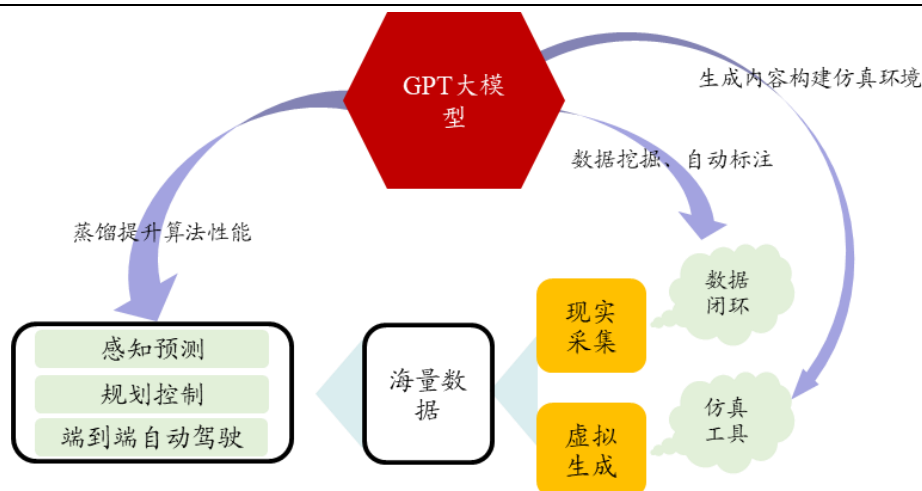 GPT大模
型
生成内容构建仿真环境
数据挖掘、自动标注
蒸馏提升算法性能
数据
闭环
现实
采集
感知预测
规划控制
端到端自动驾驶
海量数
据
仿真
工具
虚拟
生成